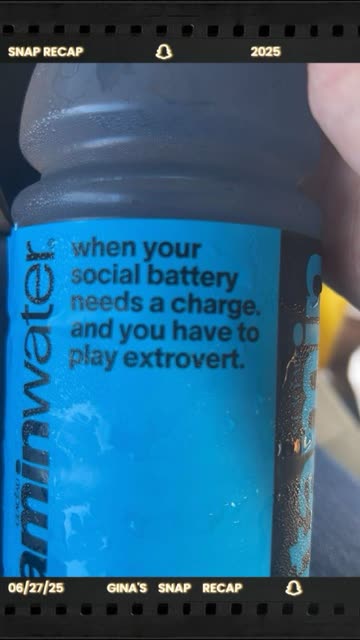 SNAP RECAP 2025
when your
social battery
needs a charge.
and you have to
play extrovert.
aminwater
06/27/25 GINA'S SNAP RECAP